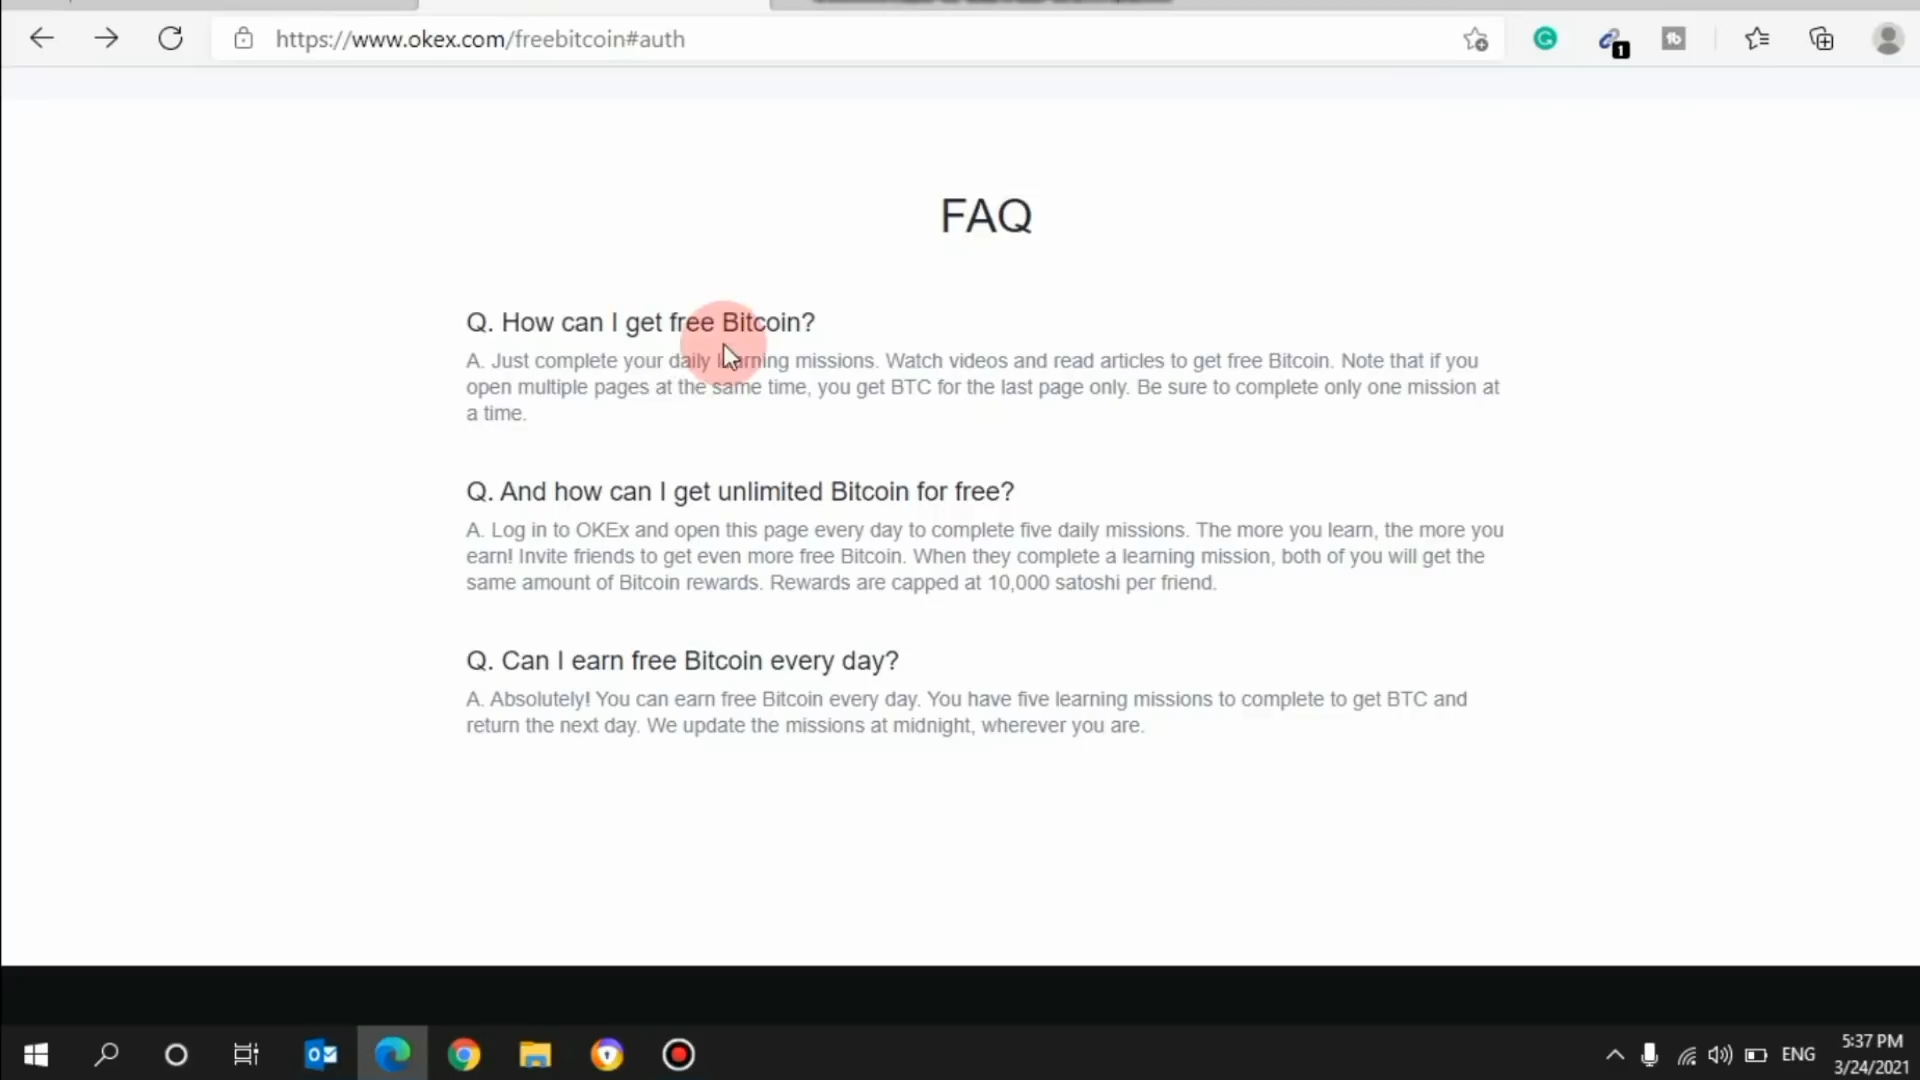 https://www.okex.com/freebitcoin#auth
1
FAQ
Q. How can I get free Bitcoin?
A. Just complete your daily learning missions. Watch videos and read articles to get free Bitcoin. Note that if you
open multiple pages at the same time, you get BTC for the last page only. Be sure to complete only one mission at
a time.
Q. And how can I get unlimited Bitcoin for free?
A. Log in to OKEx and open this page every day to complete five daily missions. The more you learn, the more you
earn! Invite friends to get even more free Bitcoin. When they complete a learning mission, both of you will get the
same amount of Bitcoin rewards. Rewards are capped at 10,000 satoshi per friend.
Q. Can I earn free Bitcoin every day?
A. Absolutely! You can earn free Bitcoin every day. You have five learning missions to complete to get BTC and
return the next day. We update the missions at midnight, wherever you are.
ENG
5:37 PM
3/24/2021